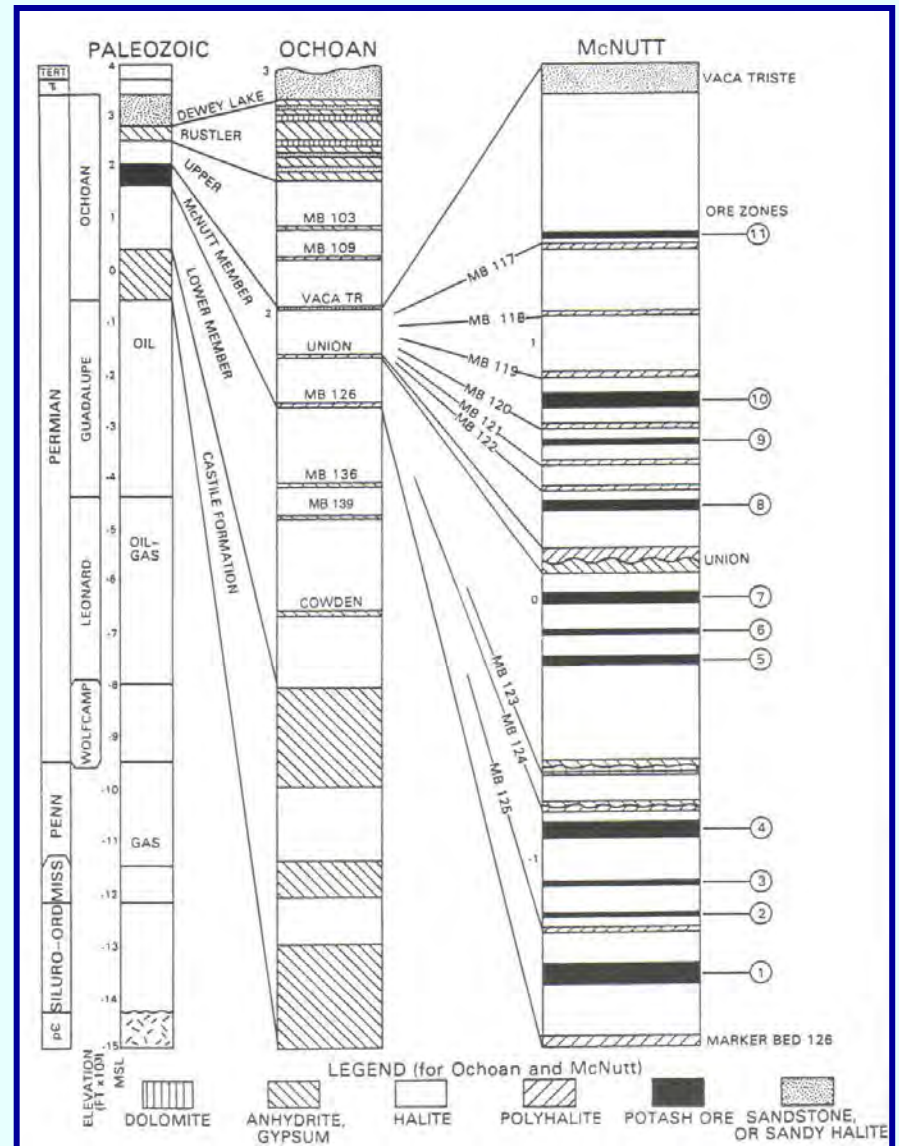 PALEOZOIC
OCHOAN
McNUTT
TERT
4
3
2
1
0
-1
-2
-3
-4
-5
-6
-7
-8
-9
-10
-11
-12
-13
-14
-15
PERMIAN
OCHOAN
GUADALUPE
LEONARD
WOLFCAMP
PENN
MISS
SILURO-ORD
p€
OIL
OIL-
GAS
GAS
ELEVATION
(FT x 10³)
MSL
DEWEY LAKE
RUSTLER
UPPER
McNUTT MEMBER
LOWER MEMBER
CASTILE FORMATION
3
2
MB 103
MB 109
VACA TR
UNION
MB 126
MB 136
MB 139
COWDEN
MB 117
MB 118
MB 119
MB 120
MB 121
MB 122
MB 123
MB 124
MB 125
1
0
-1
VACA TRISTE
ORE ZONES
11
10
9
8
UNION
7
6
5
4
3
2
1
MARKER BED 126
LEGEND (for Ochoan and McNutt)
DOLOMITE
ANHYDRITE,
GYPSUM
HALITE
POLYHALITE
POTASH ORE
SANDSTONE,
OR SANDY HALITE